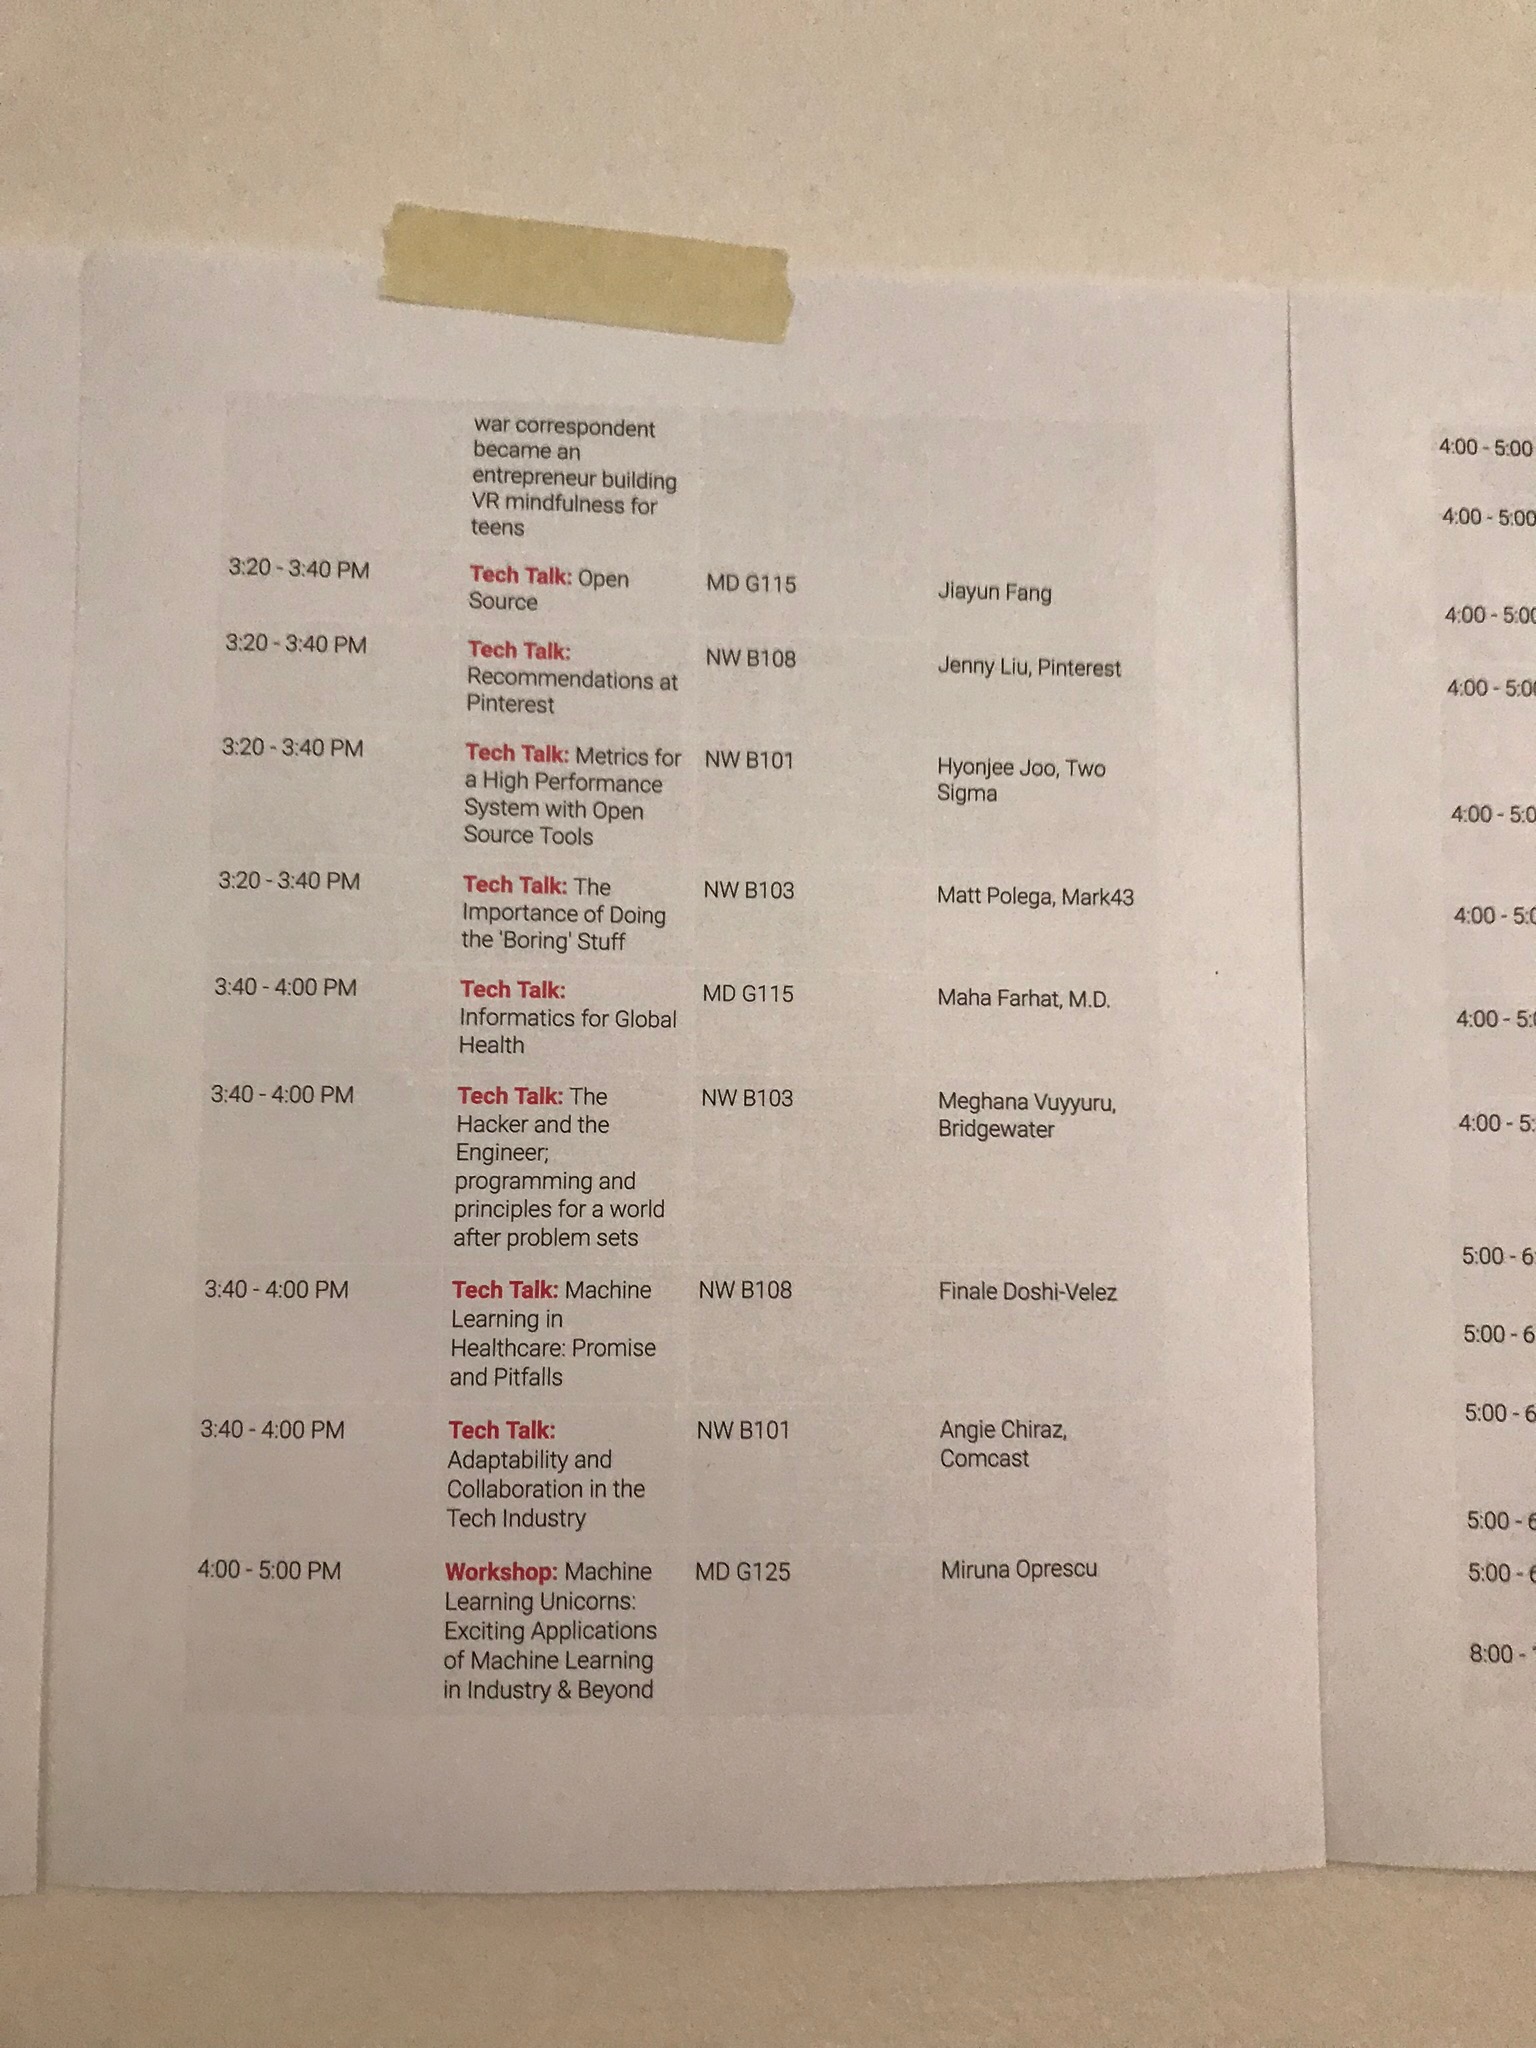 war correspondent
became an
entrepreneur building
VR mindfulness for
teens
3:20 - 3:40 PM
Tech Talk: Open
Source
MD G115
Jiayun Fang
3:20 - 3:40 PM
Tech Talk:
Recommendations at
Pinterest
NW B108
Jenny Liu, Pinterest
3:20 - 3:40 PM
Tech Talk: Metrics for
a High Performance
System with Open
Source Tools
NW B101
Hyonjee Joo, Two
Sigma
3:20 - 3:40 PM
Tech Talk: The
Importance of Doing
the 'Boring' Stuff
NW B103
Matt Polega, Mark43
3:40 - 4:00 PM
Tech Talk:
Informatics for Global
Health
MD G115
Maha Farhat, M.D.
3:40 - 4:00 PM
Tech Talk: The
Hacker and the
Engineer;
programming and
principles for a world
after problem sets
NW B103
Meghana Vuyyuru,
Bridgewater
3:40 - 4:00 PM
Tech Talk: Machine
Learning in
Healthcare: Promise
and Pitfalls
NW B108
Finale Doshi-Velez
3:40 - 4:00 PM
Tech Talk:
Adaptability and
Collaboration in the
Tech Industry
NW B101
Angie Chiraz,
Comcast
4:00 - 5:00 PM
Workshop: Machine
Learning Unicorns:
Exciting Applications
of Machine Learning
in Industry & Beyond
MD G125
Miruna Oprescu
4:00 - 5:00
4:00 - 5:00
4:00 - 5:00
4:00 - 5:00
4:00 - 5:0
4:00 - 5:0
4:00 - 5:
4:00 - 5:
5:00 - 6:
5:00 - 6
5:00 - 6
5:00 - 6
5:00 - 6
8:00 -